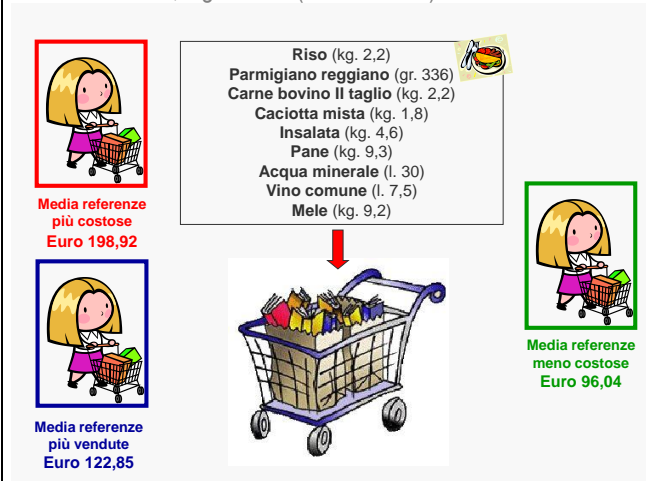 Riso (kg. 2,2)
Parmigiano reggiano (gr. 336)
Carne bovino II taglio (kg. 2,2)
Caciotta mista (kg. 1,8)
Insalata (kg. 4,6)
Pane (kg. 9,3)
Acqua minerale (l. 30)
Vino comune (l. 7,5)
Mele (kg. 9,2)
Media referenze
più costose
Euro 198,92
Media referenze
meno costose
Euro 96,04
Media referenze
più vendute
Euro 122,85